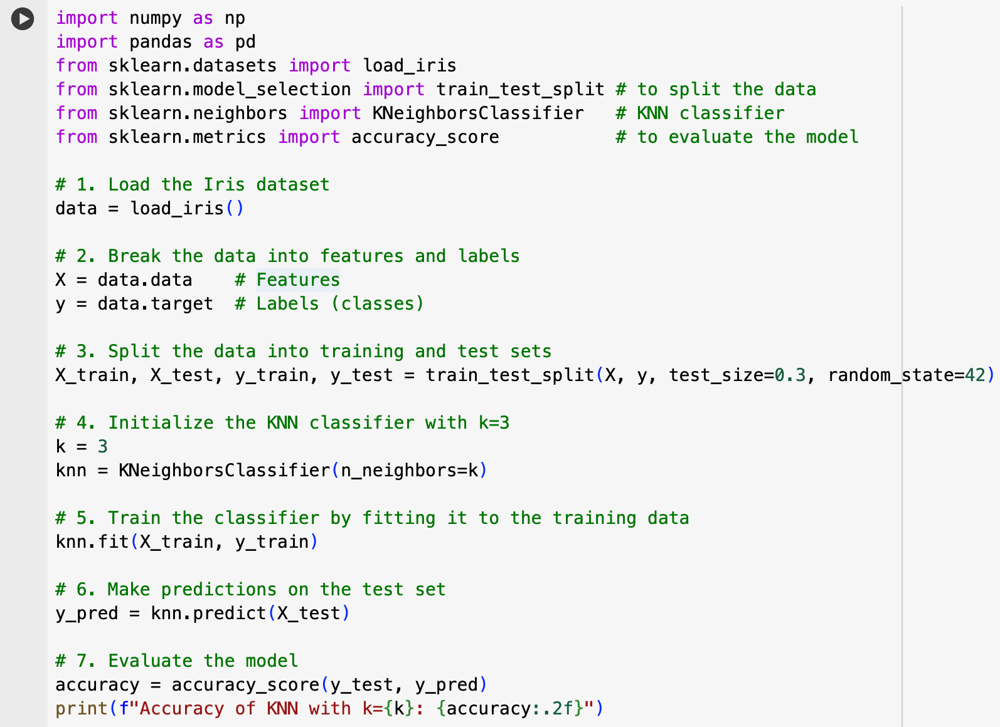 import numpy as np
import pandas as pd
from sklearn.datasets import load_iris
from sklearn.model_selection import train_test_split # to split the data
from sklearn.neighbors import KNeighborsClassifier   # KNN classifier
from sklearn.metrics import accuracy_score           # to evaluate the model

# 1. Load the Iris dataset
data = load_iris()

# 2. Break the data into features and labels
X = data.data    # Features
y = data.target  # Labels (classes)

# 3. Split the data into training and test sets
X_train, X_test, y_train, y_test = train_test_split(X, y, test_size=0.3, random_state=42)

# 4. Initialize the KNN classifier with k=3
k = 3
knn = KNeighborsClassifier(n_neighbors=k)

# 5. Train the classifier by fitting it to the training data
knn.fit(X_train, y_train)

# 6. Make predictions on the test set
y_pred = knn.predict(X_test)

# 7. Evaluate the model
accuracy = accuracy_score(y_test, y_pred)
print(f"Accuracy of KNN with k={k}: {accuracy:.2f}")